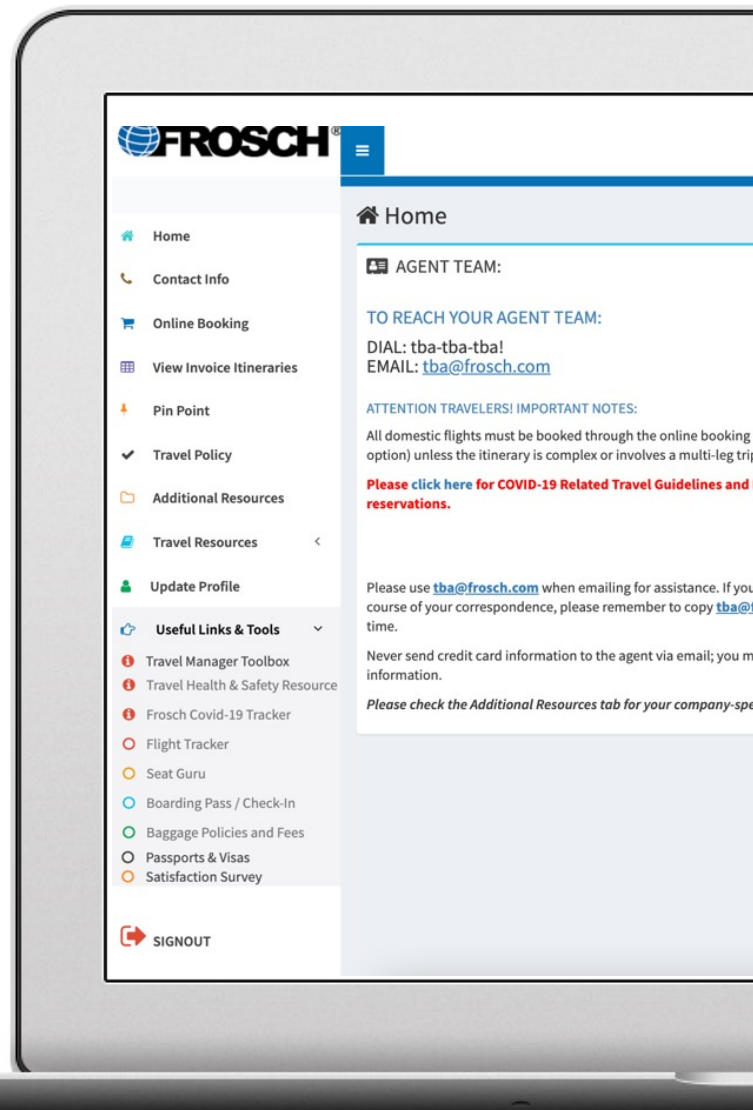 FROSCH®
Home
Contact Info
Online Booking
View Invoice Itineraries
Pin Point
Travel Policy
Additional Resources
Travel Resources
Update Profile
Useful Links & Tools
Travel Manager Toolbox
Travel Health & Safety Resource
Frosch Covid-19 Tracker
Flight Tracker
Seat Guru
Boarding Pass / Check-In
Baggage Policies and Fees
Passports & Visas
Satisfaction Survey
SIGNOUT
Home
AGENT TEAM:
TO REACH YOUR AGENT TEAM:
DIAL: tba-tba-tba!
EMAIL: tba@frosch.com
ATTENTION TRAVELERS! IMPORTANT NOTES:
All domestic flights must be booked through the online booking
option) unless the itinerary is complex or involves a multi-leg trip
Please click here for COVID-19 Related Travel Guidelines and
reservations.
Please use tba@frosch.com when emailing for assistance. If you
course of your correspondence, please remember to copy tba@f
time.
Never send credit card information to the agent via email; you m
information.
Please check the Additional Resources tab for your company-spe